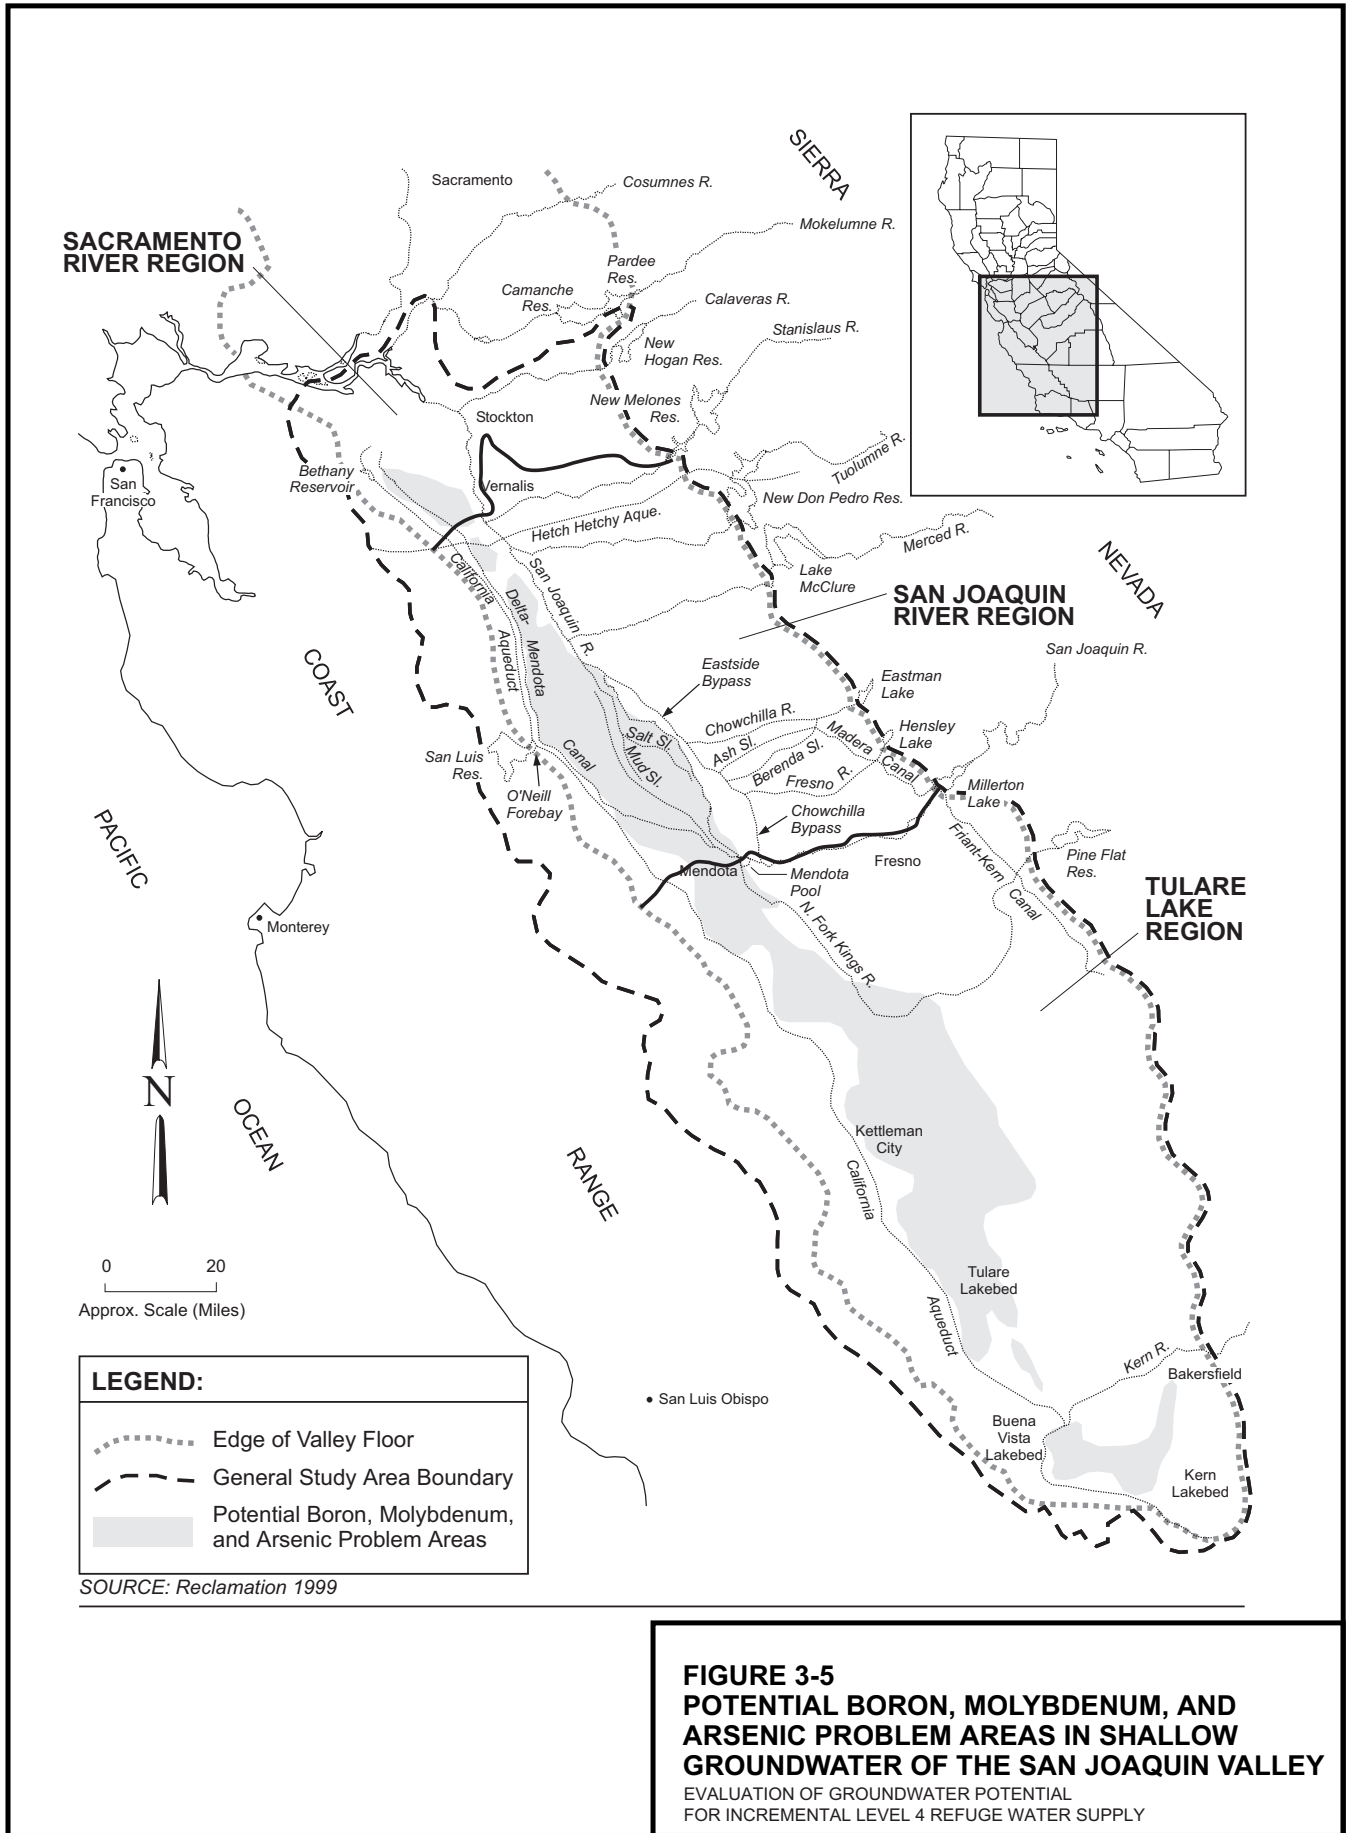 SIERRA
Sacramento
Cosumnes R.
Mokelumne R.
SACRAMENTO
RIVER REGION
Pardee
Res.
Camanche
Res.
Calaveras R.
Stanislaus R.
New
Hogan Res.
New Melones
Res.
Stockton
Tuolumne R.
Bethany
Reservoir
San
Francisco
Vernalis
New Don Pedro Res.
Hetch Hetchy Aque.
Merced R.
NEVADA
Lake
McClure
California
Aqueduct
Delta-
Mendota
Canal
San Joaquin R.
SAN JOAQUIN
RIVER REGION
San Joaquin R.
COAST
Eastside
Bypass
Eastman
Lake
Chowchilla R.
Hensley
Lake
Salt Sl.
Mud Sl.
Ash Sl.
Berenda Sl.
Madera
Canal
Fresno R.
San Luis
Res.
O'Neill
Forebay
Millerton
Lake
Chowchilla
Bypass
PACIFIC
Friant-Kern
Canal
Fresno
Pine Flat
Res.
Mendota
Mendota
Pool
TULARE
LAKE
REGION
N. Fork Kings R.
Monterey
N
OCEAN
Kettleman
City
RANGE
California
Aqueduct
0 20
Approx. Scale (Miles)
Tulare
Lakebed
Kern R.
Bakersfield
San Luis Obispo
Buena
Vista
Lakebed
Kern
Lakebed
LEGEND:
Edge of Valley Floor
General Study Area Boundary
Potential Boron, Molybdenum,
and Arsenic Problem Areas
SOURCE: Reclamation 1999
FIGURE 3-5
POTENTIAL BORON, MOLYBDENUM, AND
ARSENIC PROBLEM AREAS IN SHALLOW
GROUNDWATER OF THE SAN JOAQUIN VALLEY
EVALUATION OF GROUNDWATER POTENTIAL
FOR INCREMENTAL LEVEL 4 REFUGE WATER SUPPLY